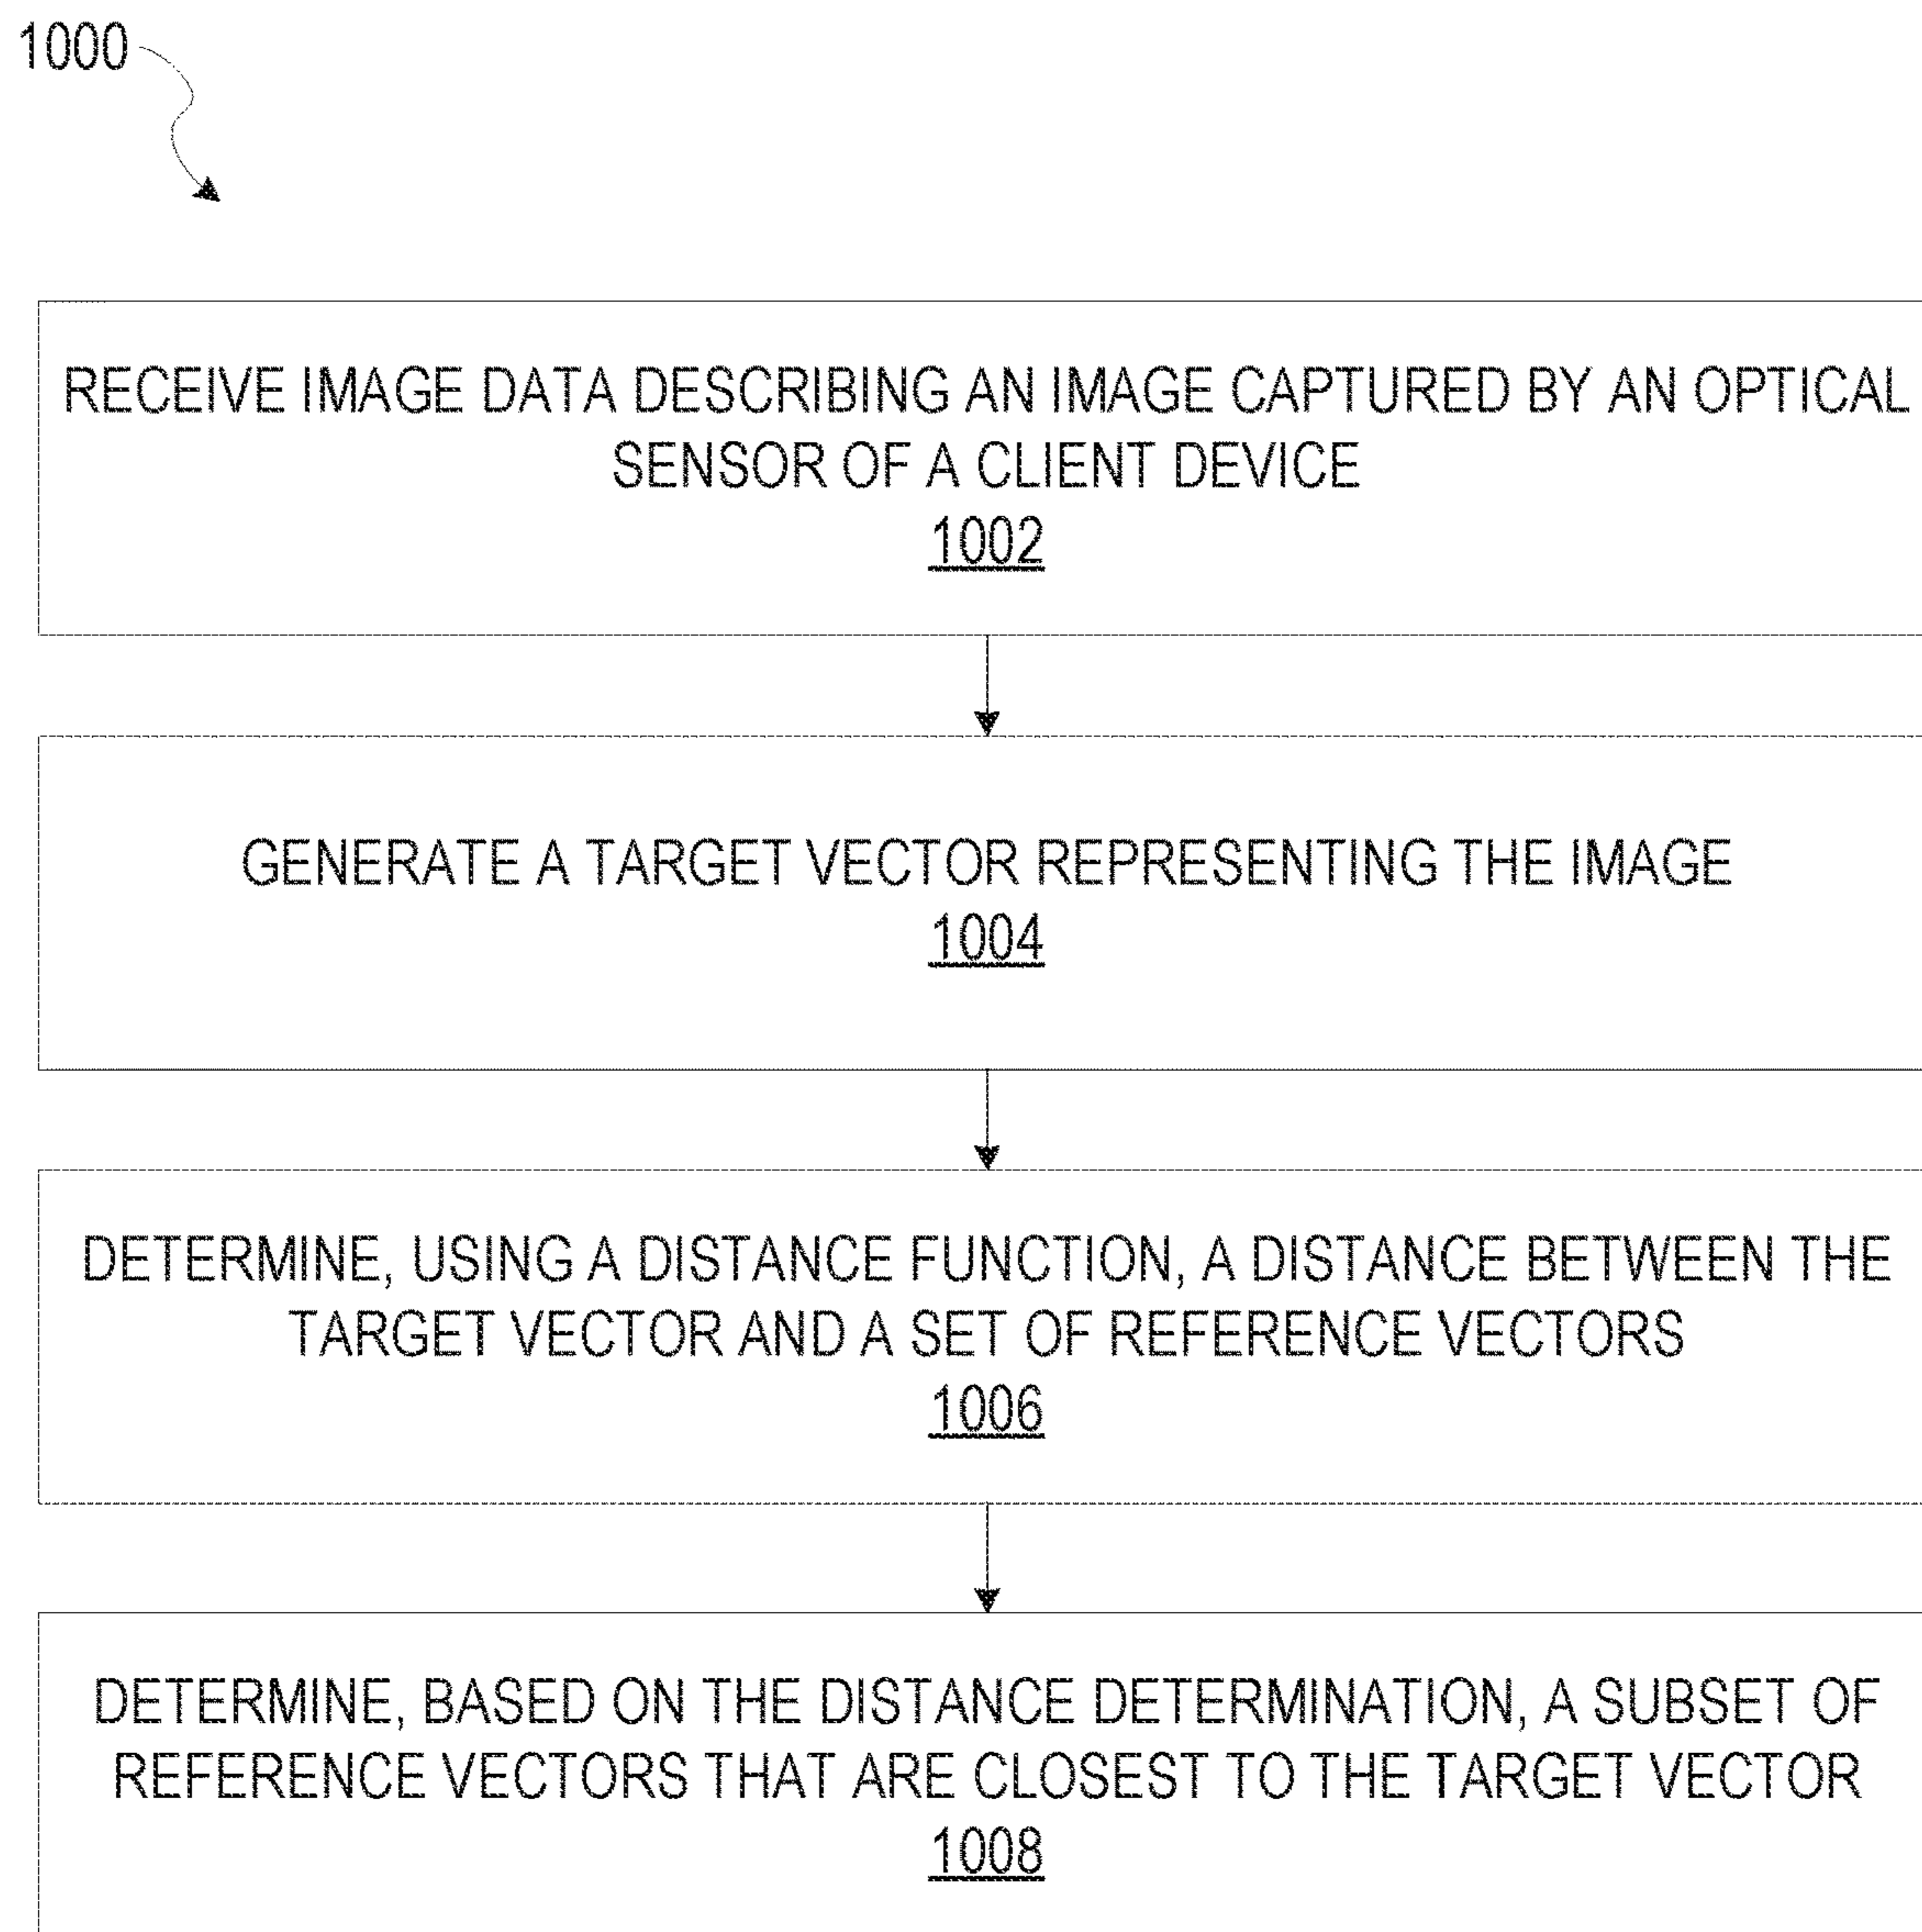 1000
RECEIVE IMAGE DATA DESCRIBING AN IMAGE CAPTURED BY AN OPTICAL
SENSOR OF A CLIENT DEVICE
1002
GENERATE A TARGET VECTOR REPRESENTING THE IMAGE
1004
DETERMINE, USING A DISTANCE FUNCTION, A DISTANCE BETWEEN THE
TARGET VECTOR AND A SET OF REFERENCE VECTORS
1006
DETERMINE, BASED ON THE DISTANCE DETERMINATION, A SUBSET OF
REFERENCE VECTORS THAT ARE CLOSEST TO THE TARGET VECTOR
1008